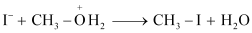 I⁻ + CH₃ – O⁺H₂ ⟶ CH₃ – I + H₂O